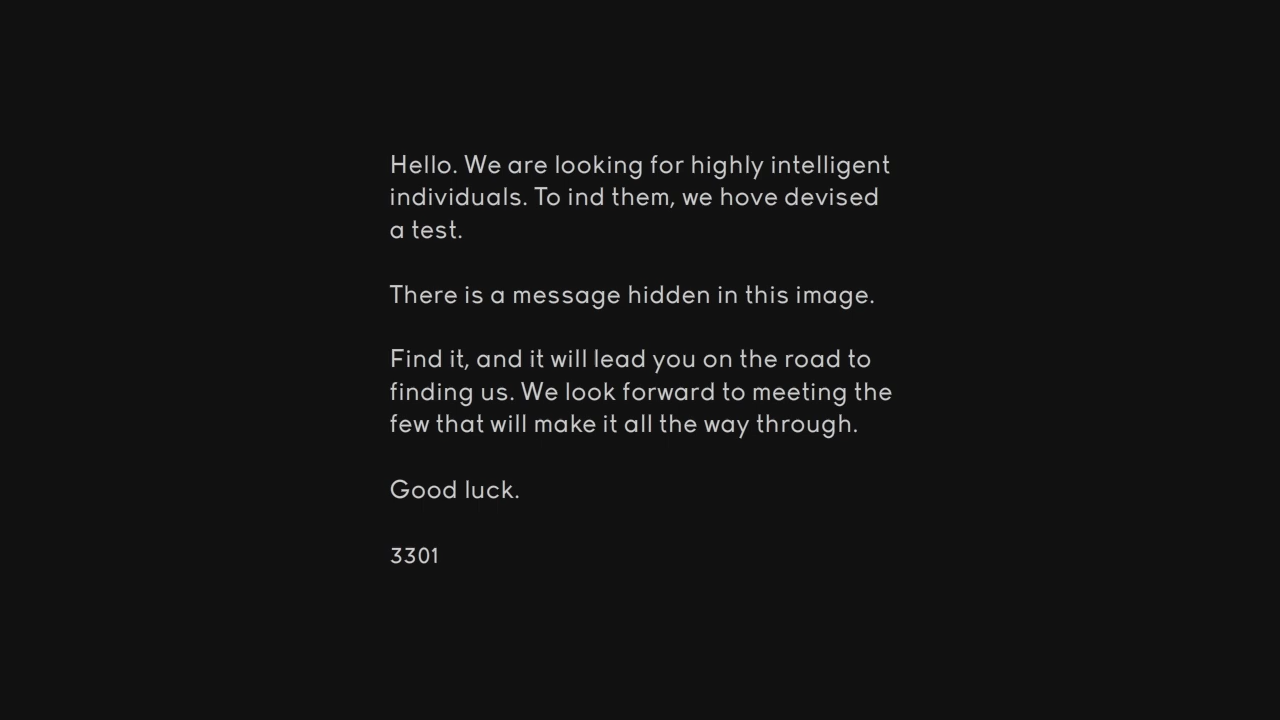 Hello. We are looking for highly intelligent
individuals. To ind them, we hove devised
a test.
There is a message hidden in this image.
Find it, and it will lead you on the road to
finding us. We look forward to meeting the
few that will make it all the way through.
Good luck.
3301